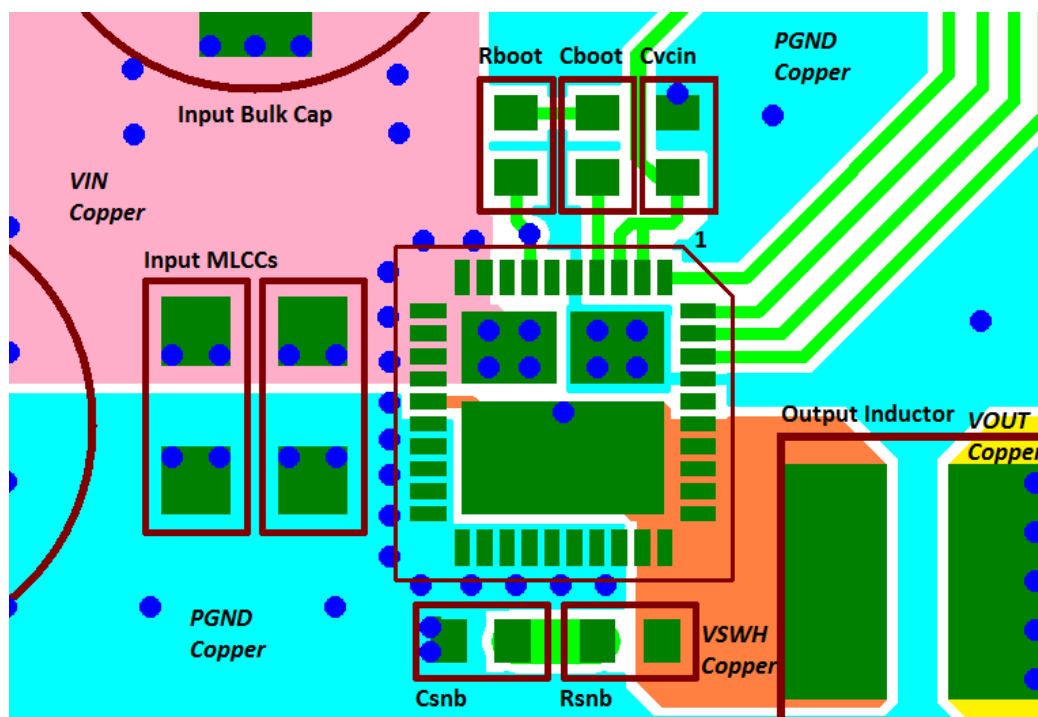 Rboot
Cboot
Cvcin
PGND
Copper
Input Bulk Cap
VIN
Copper
1
Input MLCCs
Output Inductor
VOUT
Copper
PGND
Copper
VSWH
Copper
Csnb
Rsnb